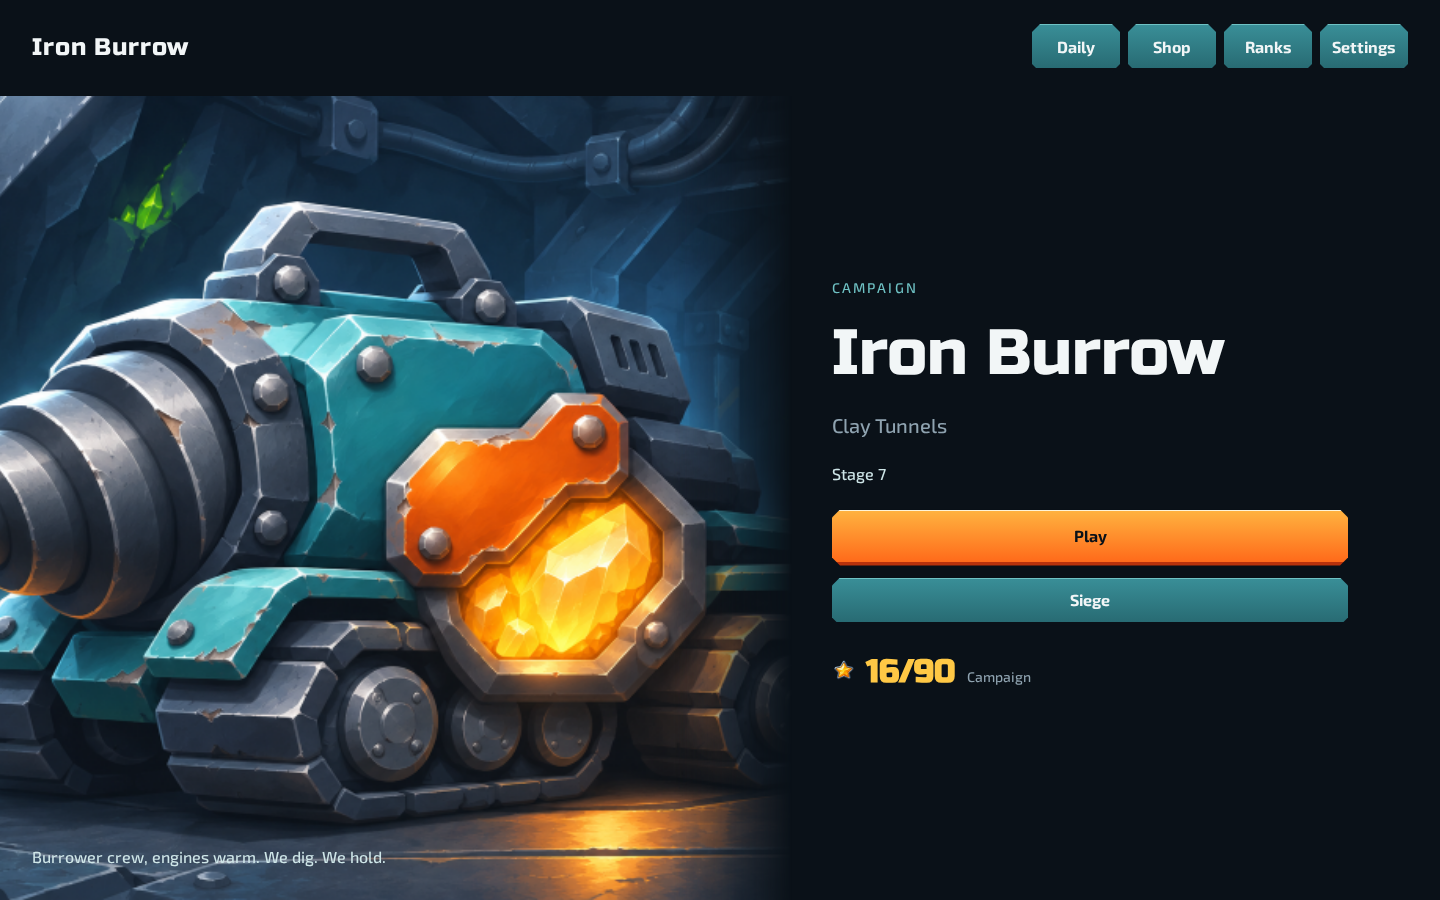 Iron Burrow
Daily
Shop
Ranks
Settings
CAMPAIGN
Iron Burrow
Clay Tunnels
Stage 7
Play
Siege
16/90 Campaign
Burrower crew, engines warm. We dig. We hold.